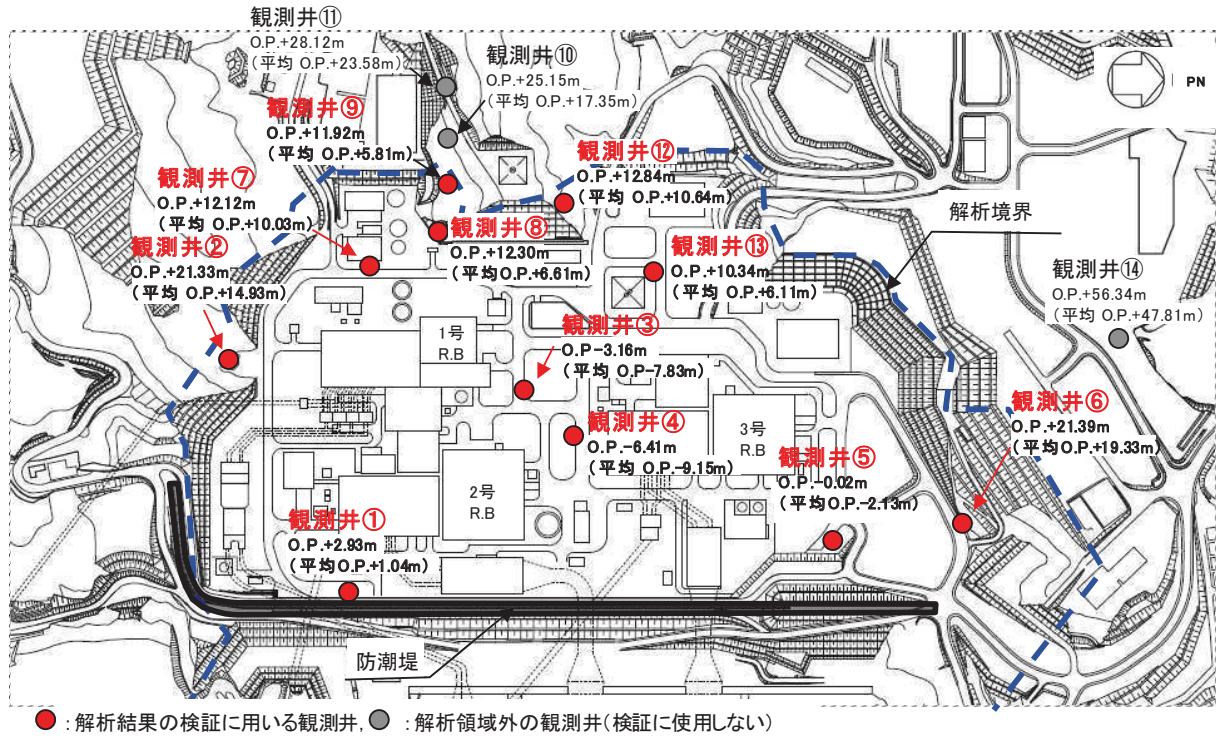 観測井⑪
O.P.+28.12m
(平均 O.P.+23.58m)
観測井⑩
O.P.+25.15m
(平均 O.P.+17.35m)
PN
観測井⑨
O.P.+11.92m
(平均 O.P.+5.81m)
観測井⑫
O.P.+12.84m
(平均 O.P.+10.64m)
観測井⑦
O.P.+12.12m
(平均 O.P.+10.03m)
観測井⑧
O.P.+12.30m
(平均O.P.+6.61m)
解析境界
観測井②
O.P.+21.33m
(平均 O.P.+14.93m)
観測井⑬
O.P.+10.34m
(平均 O.P.+6.11m)
観測井⑭
O.P.+56.34m
(平均 O.P.+47.81m)
1号
R.B
観測井③
O.P-3.16m
(平均 O.P-7.83m)
観測井④
O.P.-6.41m
(平均 O.P.-9.15m)
3号
R.B
観測井⑥
O.P.+21.39m
(平均O.P.+19.33m)
観測井⑤
O.P.-0.02m
(平均O.P.-2.13m)
2号
R.B
観測井①
O.P.+2.93m
(平均O.P.+1.04m)
防潮堤
:解析結果の検証に用いる観測井, :解析領域外の観測井(検証に使用しない)